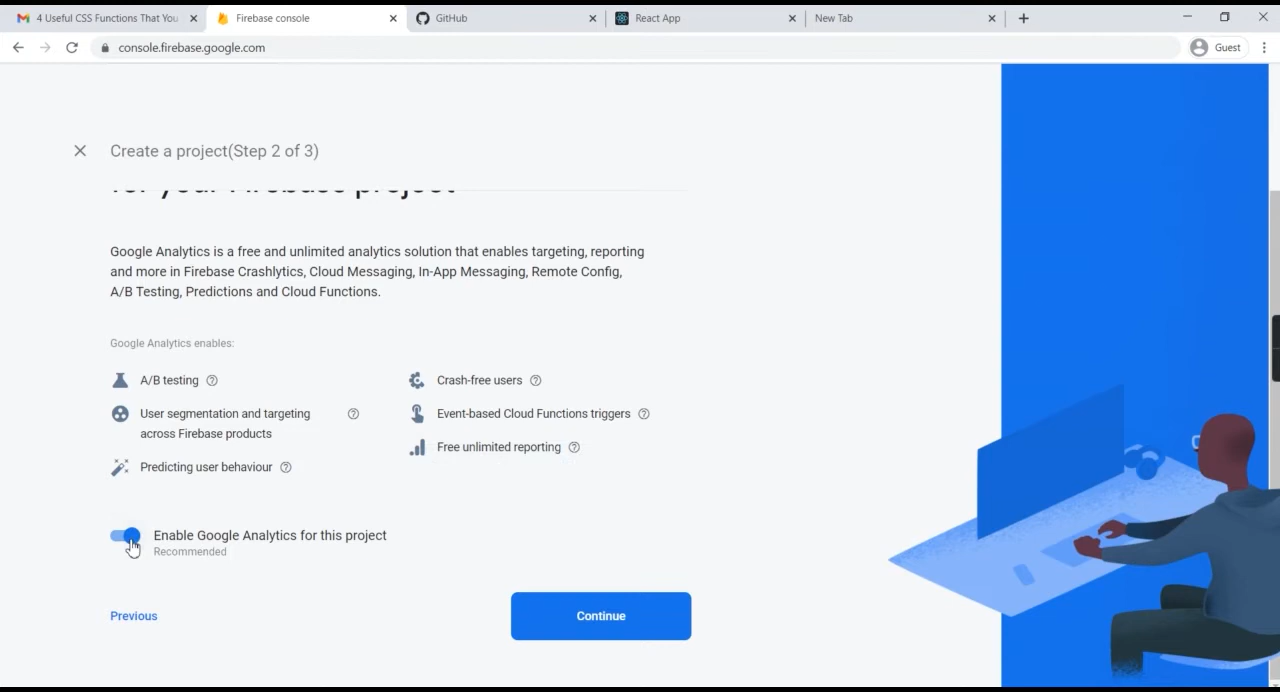 4 Useful CSS Functions That You
Firebase console
GitHub
React App
New Tab
console.firebase.google.com
Guest
Create a project(Step 2 of 3)
for your Firebase project
Google Analytics is a free and unlimited analytics solution that enables targeting, reporting
and more in Firebase Crashlytics, Cloud Messaging, In-App Messaging, Remote Config,
A/B Testing, Predictions and Cloud Functions.
Google Analytics enables:
A/B testing
Crash-free users
User segmentation and targeting
across Firebase products
Event-based Cloud Functions triggers
Free unlimited reporting
Predicting user behaviour
Enable Google Analytics for this project
Recommended
Previous
Continue